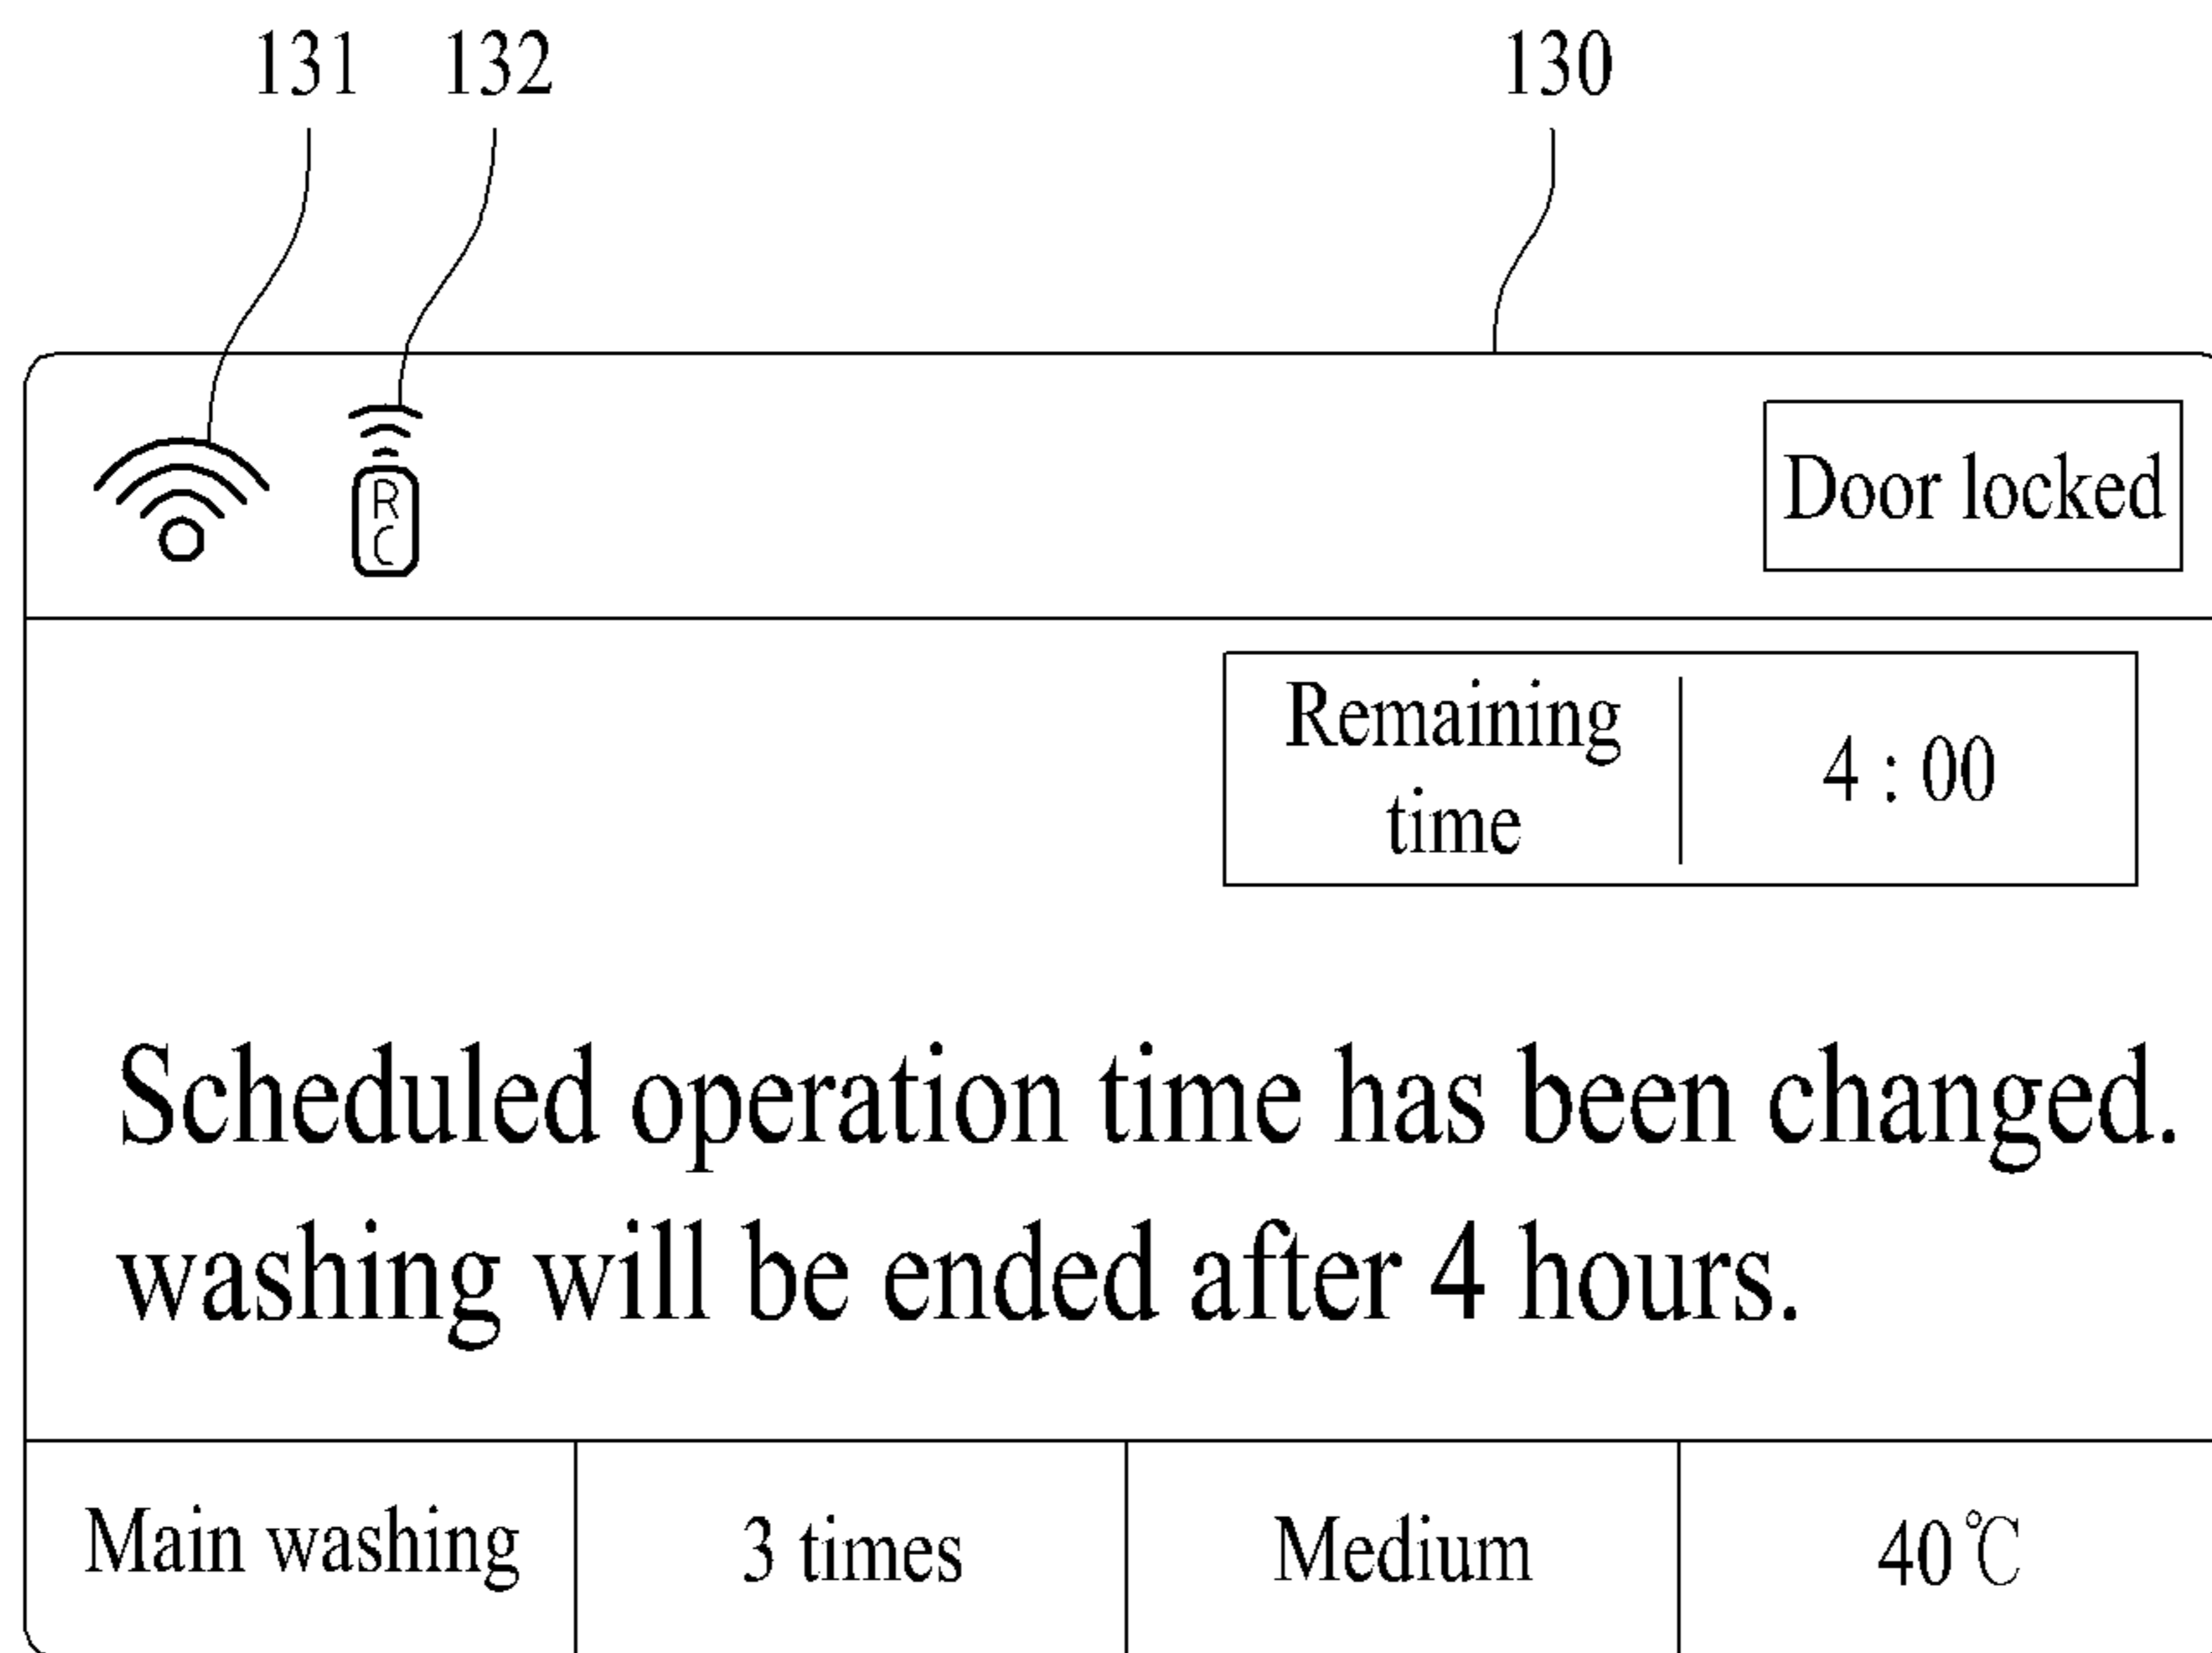 131 132 130
R
C
Door locked
Remaining
time
4 : 00
Scheduled operation time has been changed.
washing will be ended after 4 hours.
Main washing 3 times Medium 40℃